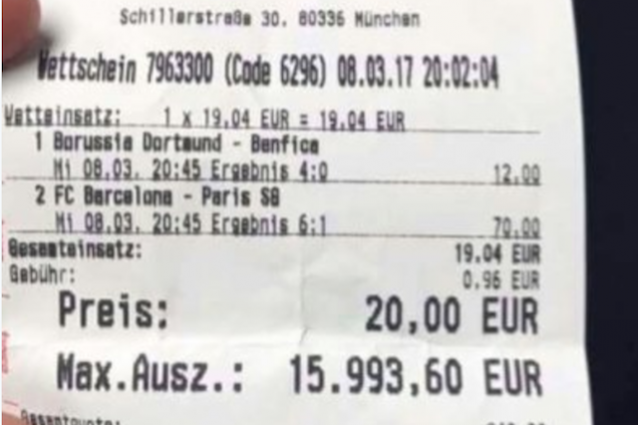 Schillerstraße 30, 80336 München
Wettschein 7963300 (Code 6296) 08.03.17 20:02:04
Wetteinsatz: 1 x 19.04 EUR = 19.04 EUR
1 Borussia Dortmund - Benfica
Mi 08.03. 20:45 Ergebnis 4:0 12.00
2 FC Barcelona - Paris SG
Mi 08.03. 20:45 Ergebnis 6:1 70.00
Gesamteinsatz: 19.04 EUR
Gebühr: 0.96 EUR
Preis: 20,00 EUR
Max.Ausz.: 15.993,60 EUR
Gesamtquote: